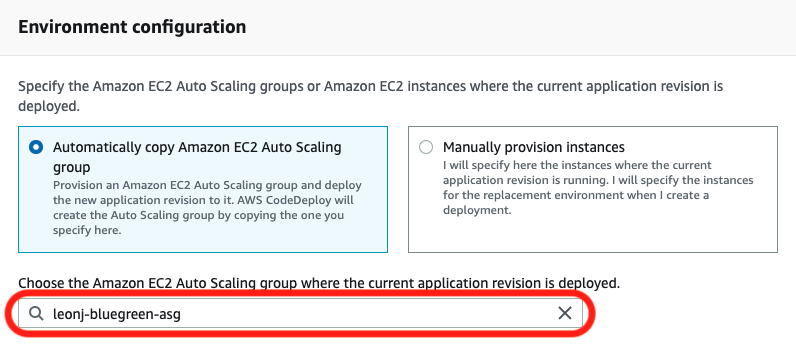 Environment configuration
Specify the Amazon EC2 Auto Scaling groups or Amazon EC2 instances where the current application revision is
deployed.
Automatically copy Amazon EC2 Auto Scaling
group
Provision an Amazon EC2 Auto Scaling group and deploy
the new application revision to it. AWS CodeDeploy will
create the Auto Scaling group by copying the one you
specify here.
Manually provision instances
I will specify here the instances where the current
application revision is running. I will specify the instances
for the replacement environment when I create a
deployment.
Choose the Amazon EC2 Auto Scaling group where the current application revision is deployed.
leonj-bluegreen-asg